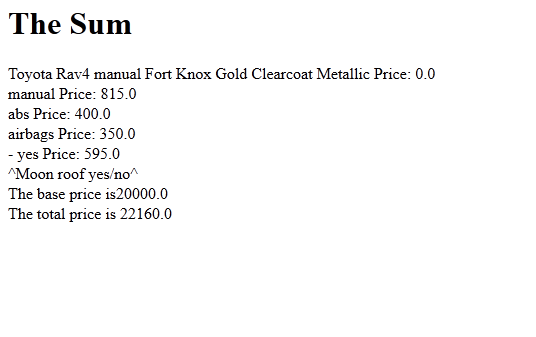 The Sum
Toyota Rav4 manual Fort Knox Gold Clearcoat Metallic Price: 0.0
manual Price: 815.0
abs Price: 400.0
airbags Price: 350.0
- yes Price: 595.0
^Moon roof yes/no^
The base price is20000.0
The total price is 22160.0